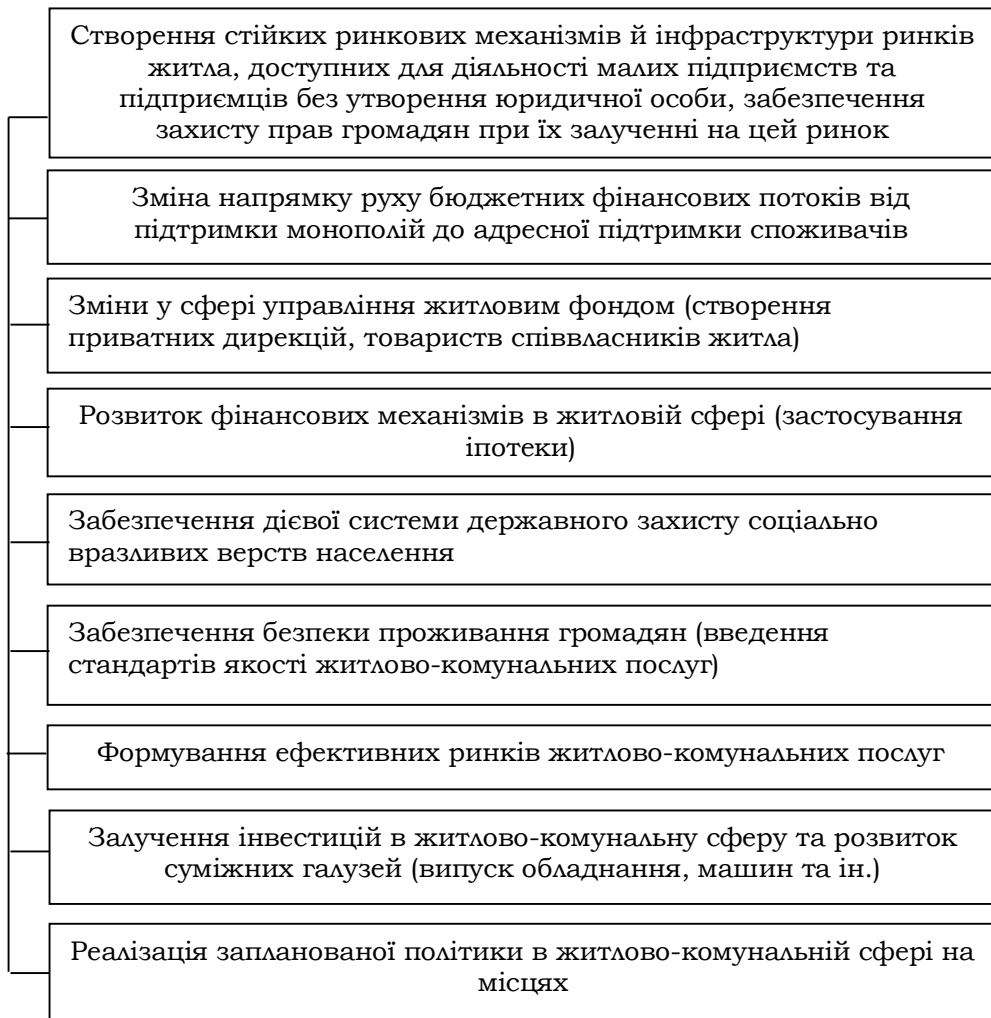 Створення стійких ринкових механізмів й інфраструктури ринків
житла, доступних для діяльності малих підприємств та
підприємців без утворення юридичної особи, забезпечення
захисту прав громадян при їх залученні на цей ринок
Зміна напрямку руху бюджетних фінансових потоків від
підтримки монополій до адресної підтримки споживачів
Зміни у сфері управління житловим фондом (створення
приватних дирекцій, товариств співвласників житла)
Розвиток фінансових механізмів в житловій сфері (застосування
іпотеки)
Забезпечення дієвої системи державного захисту соціально
вразливих верств населення
Забезпечення безпеки проживання громадян (введення
стандартів якості житлово-комунальних послуг)
Формування ефективних ринків житлово-комунальних послуг
Залучення інвестицій в житлово-комунальну сферу та розвиток
суміжних галузей (випуск обладнання, машин та ін.)
Реалізація запланованої політики в житлово-комунальній сфері на
місцях